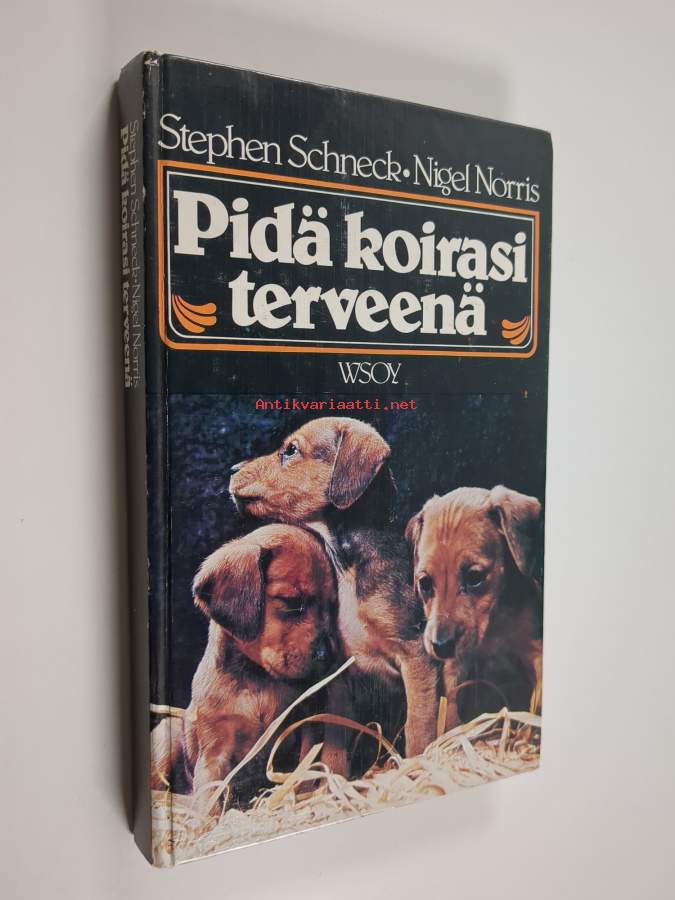 Stephen Schneck • Nigel Norris
Pidä koirasi
terveenä
WSOY
Antikvariaatti.net
Stephen Schneck • Nigel Norris
Pidä koirasi terveenä